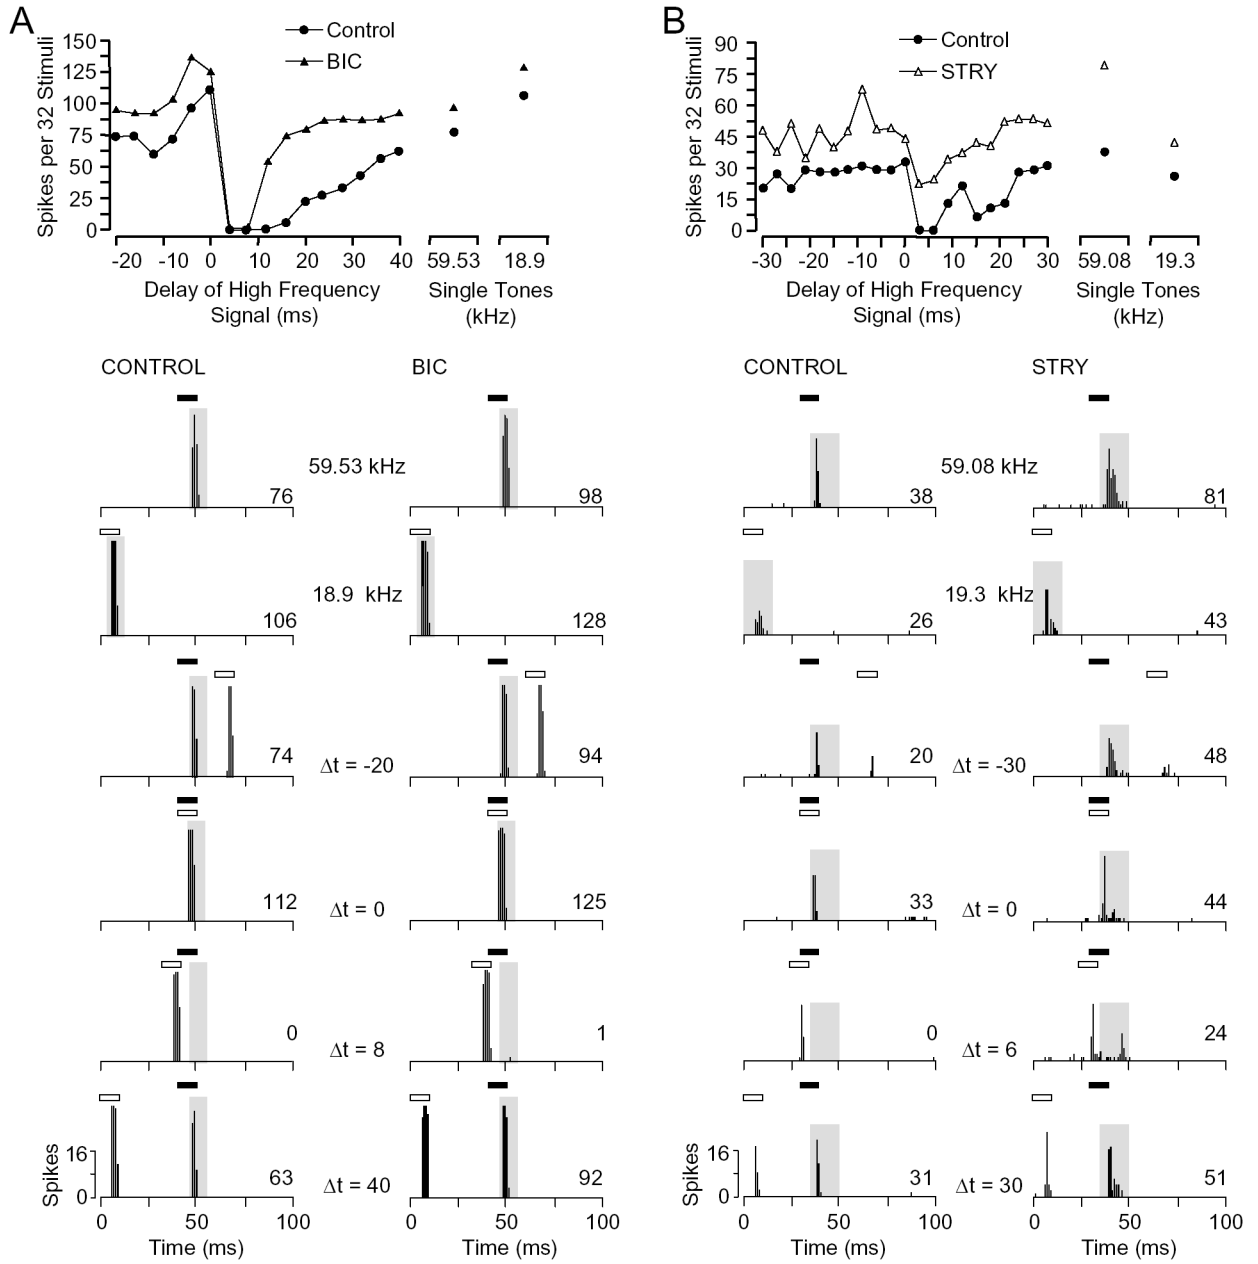 A
Control
BIC
Spikes per 32 Stimuli
150
125
100
75
50
25
0
-20 -10 0 10 20 30 40
59.53 18.9
Delay of High Frequency
Signal (ms)
Single Tones
(kHz)
B
Control
STRY
Spikes per 32 Stimuli
90
75
60
45
30
15
0
-30 -20 -10 0 10 20 30
59.08 19.3
Delay of High Frequency
Signal (ms)
Single Tones
(kHz)
CONTROL BIC
76 59.53 kHz 98
106 18.9 kHz 128
74 Δt = -20 94
112 Δt = 0 125
0 Δt = 8 1
63 Δt = 40 92
Spikes
16
0
0 50 100
0 50 100
Time (ms) Time (ms)
CONTROL STRY
38 59.08 kHz 81
26 19.3 kHz 43
20 Δt = -30 48
33 Δt = 0 44
0 Δt = 6 24
31 Δt = 30 51
Spikes
16
0
0 50 100
0 50 100
Time (ms) Time (ms)